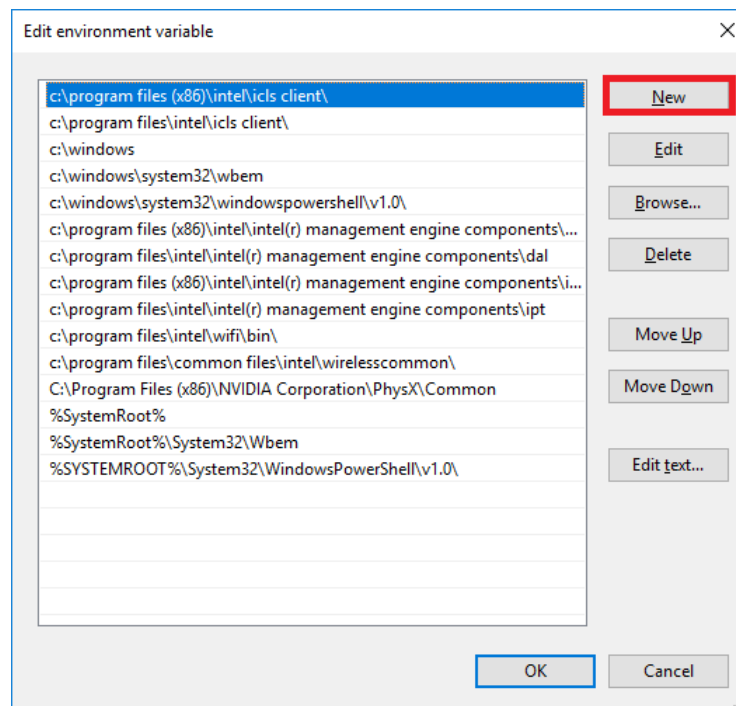 Edit environment variable
c:\program files (x86)\intel\icls client\
c:\program files\intel\icls client\
c:\windows
c:\windows\system32\wbem
c:\windows\system32\windowspowershell\v1.0\
c:\program files (x86)\intel\intel(r) management engine components\...
c:\program files\intel\intel(r) management engine components\dal
c:\program files (x86)\intel\intel(r) management engine components\i...
c:\program files\intel\intel(r) management engine components\ipt
c:\program files\intel\wifi\bin\
c:\program files\common files\intel\wirelesscommon\
C:\Program Files (x86)\NVIDIA Corporation\PhysX\Common
%SystemRoot%
%SystemRoot%\System32\Wbem
%SYSTEMROOT%\System32\WindowsPowerShell\v1.0\
New
Edit
Browse...
Delete
Move Up
Move Down
Edit text...
OK
Cancel